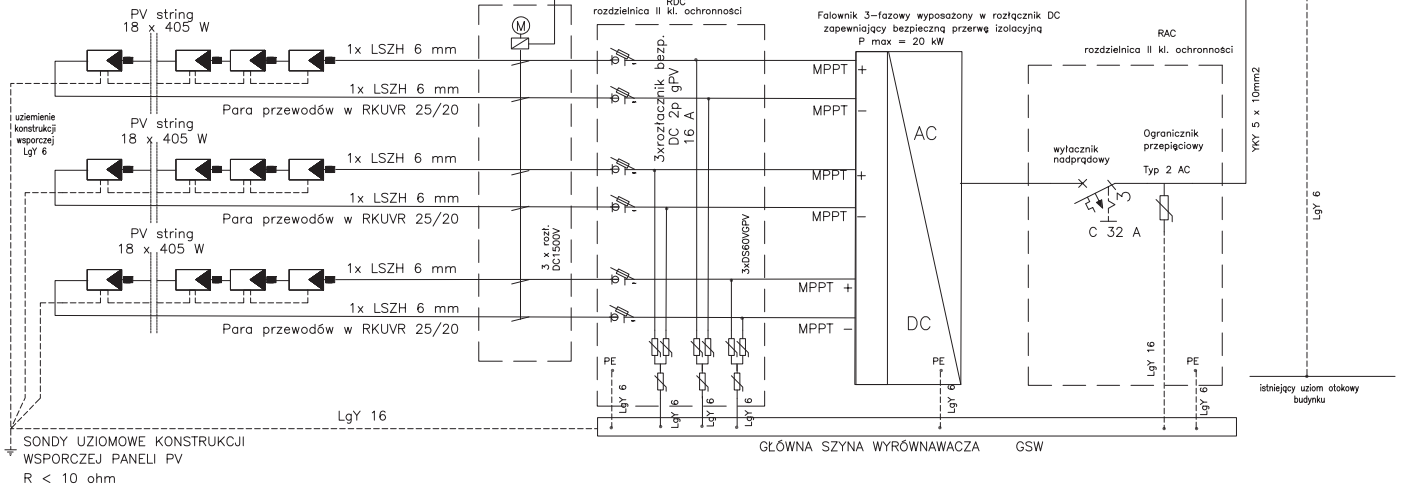 PV string
18 x 405 W
1x LSZH 6 mm
1x LSZH 6 mm
Para przewodów w RKUVR 25/20
PV string
18 x 405 W
1x LSZH 6 mm
1x LSZH 6 mm
Para przewodów w RKUVR 25/20
PV string
18 x 405 W
1x LSZH 6 mm
1x LSZH 6 mm
Para przewodów w RKUVR 25/20
uziemienie
konstrukcji
wsporczej
LgY 6
M
3 x rozł.
DC1500V
RDC
rozdzielnica II kl. ochronności
3xrozłacznik bezp.
DC 2p gPV
16 A
3xDS60VGPV
PE
LgY 6
LgY 6
LgY 6
LgY 6
Falownik 3-fazowy wyposażony w rozłącznik DC
zapewniający bezpieczną przerwę izolacyjną
P max = 20 kW
MPPT +
MPPT -
MPPT +
MPPT -
MPPT +
MPPT -
AC
DC
PE
LgY 6
RAC
rozdzielnica II kl. ochronności
wyłacznik
nadprądowy
3
C 32 A
Ogranicznik
przepięciowy
Typ 2 AC
LgY 16
PE
LgY 6
YKY 5 x 10mm2
LgY 6
istniejący uziom otokowy
budynku
LgY 16
SONDY UZIOMOWE KONSTRUKCJI
WSPORCZEJ PANELI PV
R < 10 ohm
GŁÓWNA SZYNA WYRÓWNAWACZA GSW